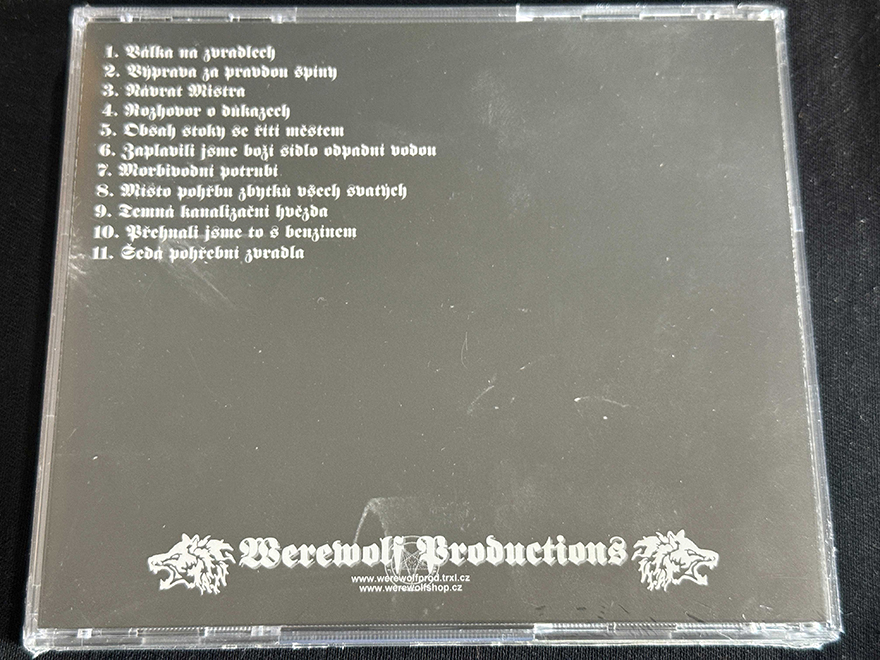 1. Válka na zvradlech
2. Výprava za pravdou špíny
3. Návrat Mistra
4. Rozhovor o důkazech
5. Obsah stoky se řítí městem
6. Zaplavili jsme boží sídlo odpadní vodou
7. Morbivodní potrubí
8. Místo pohřbu zbytků všech svatých
9. Temná kanalizační hvězda
10. Přehnali jsme to s benzínem
11. Šedá pohřební zvradla
Werewolf Productions
www.werewolfprod.trxl.cz
www.werewolfshop.cz